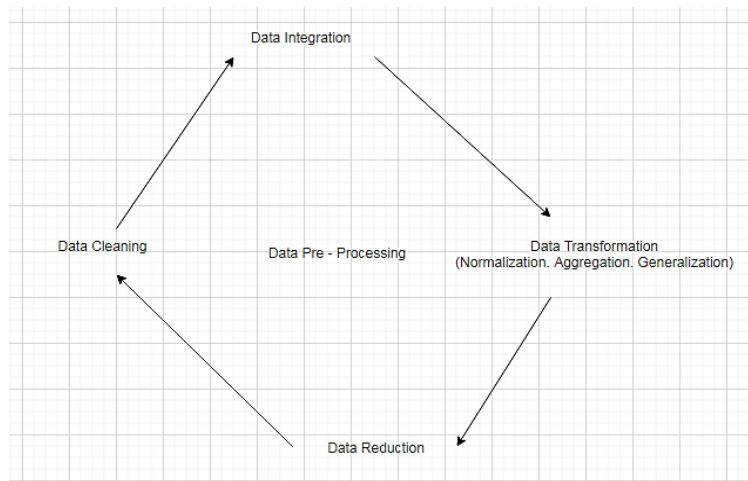 Data Integration
Data Cleaning
Data Pre - Processing
Data Transformation
(Normalization. Aggregation. Generalization)
Data Reduction